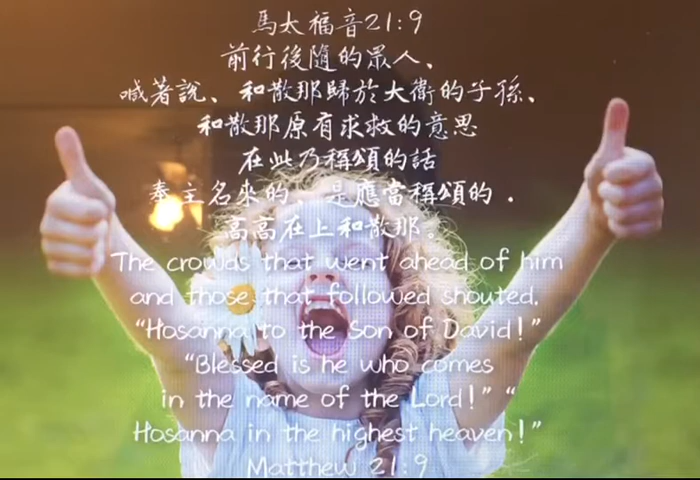 馬太福音21:9
前行後隨的眾人、
喊著說、和散那歸於大衛的子孫、
和散那原有求救的意思
在此乃稱頌的話
奉主名來的、是應當稱頌的．
高高在上和散那。
The crowds that went ahead of him
and those that followed shouted,
“Hosanna to the Son of David!”
“Blessed is he who comes
in the name of the Lord!” “
Hosanna in the highest heaven!”
Matthew 21:9